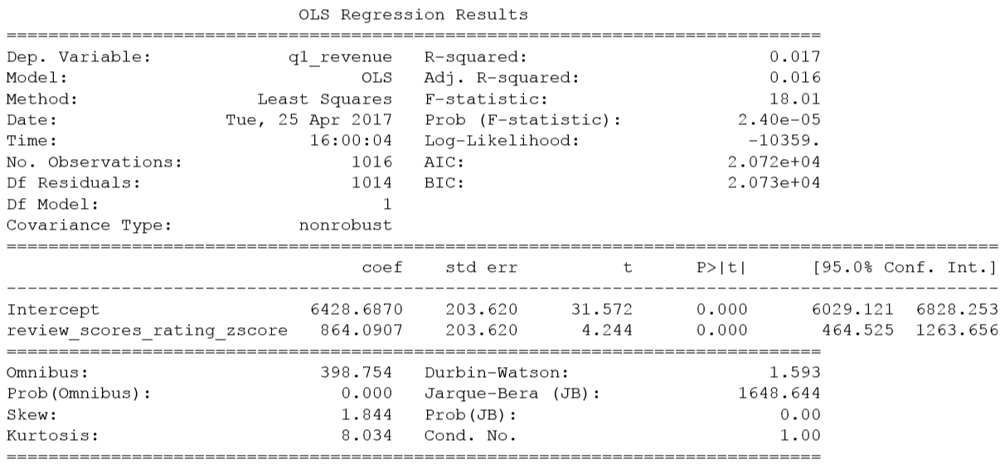 OLS Regression Results
==============================================================================
Dep. Variable: q1_revenue R-squared: 0.017
Model: OLS Adj. R-squared: 0.016
Method: Least Squares F-statistic: 18.01
Date: Tue, 25 Apr 2017 Prob (F-statistic): 2.40e-05
Time: 16:00:04 Log-Likelihood: -10359.
No. Observations: 1016 AIC: 2.072e+04
Df Residuals: 1014 BIC: 2.073e+04
Df Model: 1
Covariance Type: nonrobust
===============================================================================================
coef std err t P>|t| [95.0% Conf. Int.]
-----------------------------------------------------------------------------------------------
Intercept 6428.6870 203.620 31.572 0.000 6029.121 6828.253
review_scores_rating_zscore 864.0907 203.620 4.244 0.000 464.525 1263.656
==============================================================================
Omnibus: 398.754 Durbin-Watson: 1.593
Prob(Omnibus): 0.000 Jarque-Bera (JB): 1648.644
Skew: 1.844 Prob(JB): 0.00
Kurtosis: 8.034 Cond. No. 1.00
==============================================================================